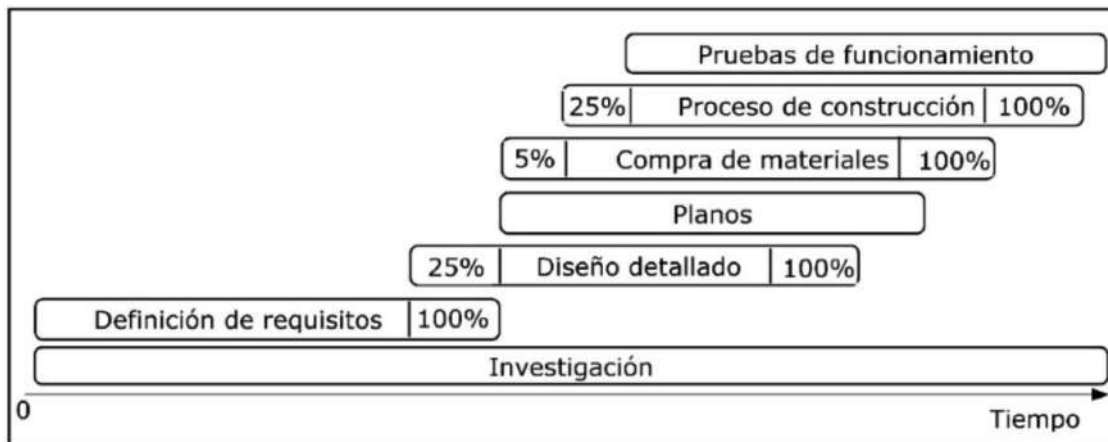 Pruebas de funcionamiento
25% Proceso de construcción 100%
5% Compra de materiales 100%
Planos
25% Diseño detallado 100%
Definición de requisitos 100%
Investigación
0
Tiempo